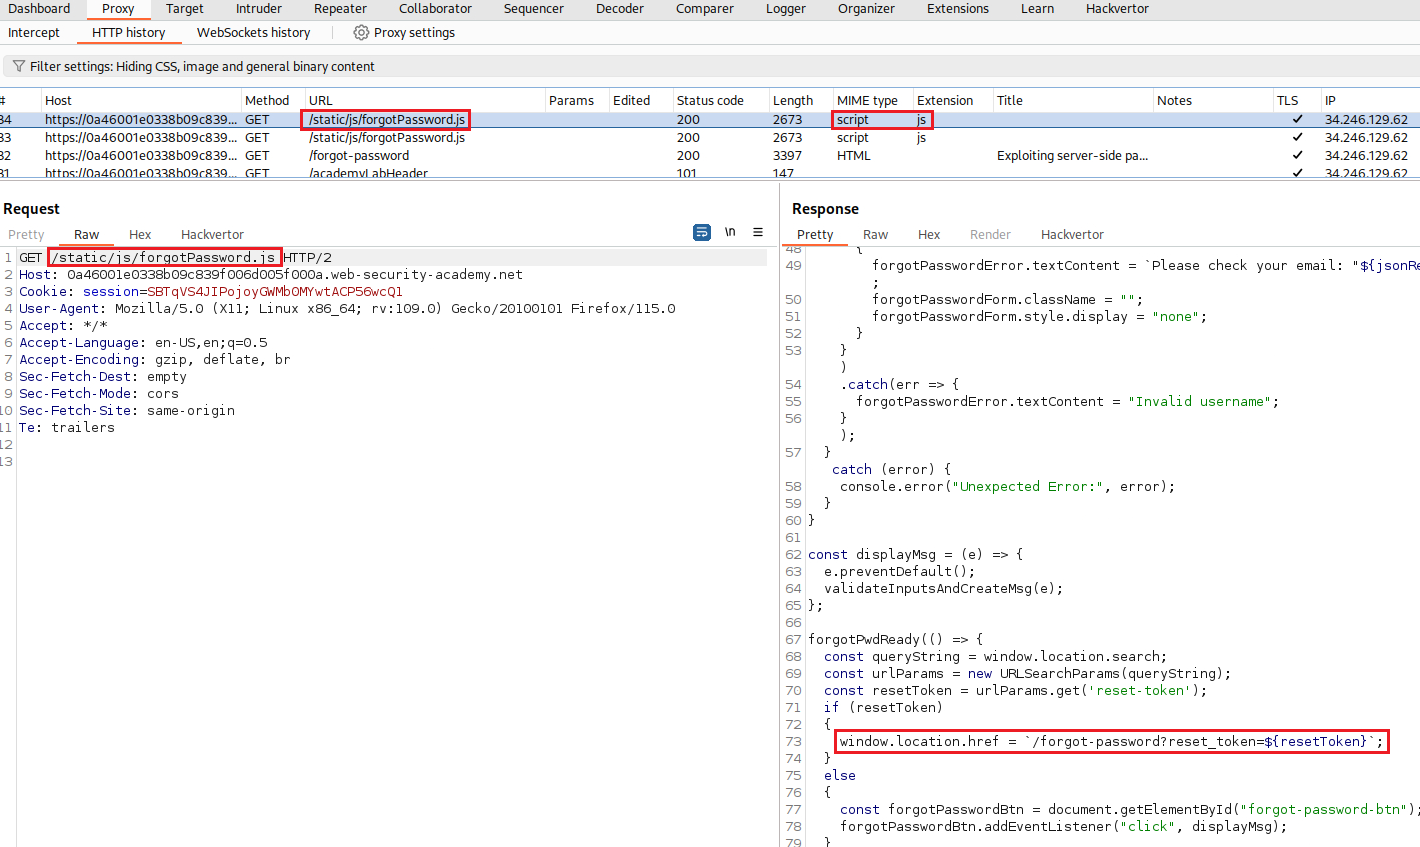 Dashboard Proxy Target Intruder Repeater Collaborator Sequencer Decoder Comparer Logger Organizer Extensions Learn Hackvertor
Intercept HTTP history WebSockets history Proxy settings
Filter settings: Hiding CSS, image and general binary content
# Host Method URL Params Edited Status code Length MIME type Extension Title Notes TLS IP
34 https://0a46001e0338b09c839... GET /static/js/forgotPassword.js 200 2673 script js ✓ 34.246.129.62
33 https://0a46001e0338b09c839... GET /static/js/forgotPassword.js 200 2673 script js ✓ 34.246.129.62
32 https://0a46001e0338b09c839... GET /forgot-password 200 3397 HTML Exploiting server-side pa... ✓ 34.246.129.62
31 https://0a46001e0338b09c839... GET /academyLabHeader 101 147 ✓ 34.246.129.62
Request
Pretty Raw Hex Hackvertor \n
1 GET /static/js/forgotPassword.js HTTP/2
2 Host: 0a46001e0338b09c839f006d005f000a.web-security-academy.net
3 Cookie: session=SBTqVS4JIPojoyGWMb0MYwtACP56wcQl
4 User-Agent: Mozilla/5.0 (X11; Linux x86_64; rv:109.0) Gecko/20100101 Firefox/115.0
5 Accept: */*
6 Accept-Language: en-US,en;q=0.5
7 Accept-Encoding: gzip, deflate, br
8 Sec-Fetch-Dest: empty
9 Sec-Fetch-Mode: cors
10 Sec-Fetch-Site: same-origin
11 Te: trailers
12
13
Response
Pretty Raw Hex Render Hackvertor
48 {
49 forgotPasswordError.textContent = `Please check your email: "${jsonRe
;
50 forgotPasswordForm.className = "";
51 forgotPasswordForm.style.display = "none";
52 }
53 }
)
54 .catch(err => {
55 forgotPasswordError.textContent = "Invalid username";
56 }
);
57 }
catch (error) {
58 console.error("Unexpected Error:", error);
59 }
60 }
61
62 const displayMsg = (e) => {
63 e.preventDefault();
64 validateInputsAndCreateMsg(e);
65 };
66
67 forgotPwdReady(() => {
68 const queryString = window.location.search;
69 const urlParams = new URLSearchParams(queryString);
70 const resetToken = urlParams.get('reset-token');
71 if (resetToken)
72 {
73 window.location.href = `/forgot-password?reset_token=${resetToken}`;
74 }
75 else
76 {
77 const forgotPasswordBtn = document.getElementById("forgot-password-btn");
78 forgotPasswordBtn.addEventListener("click", displayMsg);
79 }